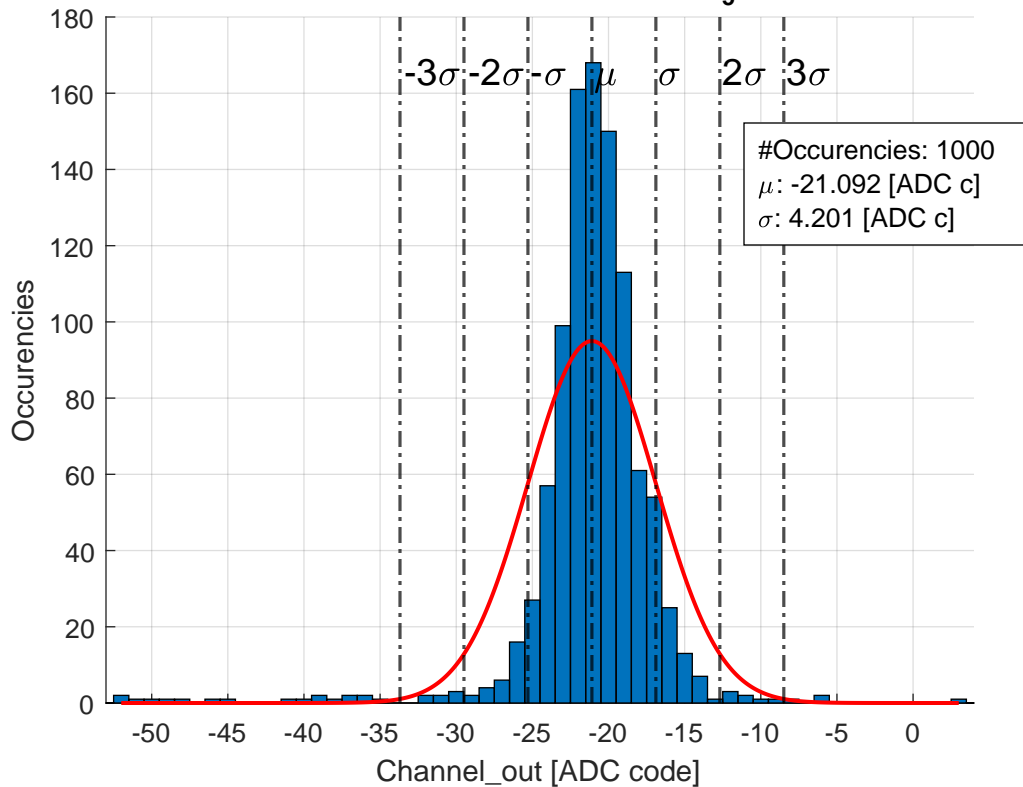 180
160
140
120
100
80
60
40
20
0
Occurencies
-3σ -2σ -σ μ σ 2σ 3σ
#Occurencies: 1000
μ: -21.092 [ADC c]
σ: 4.201 [ADC c]
-50 -45 -40 -35 -30 -25 -20 -15 -10 -5 0
Channel_out [ADC code]